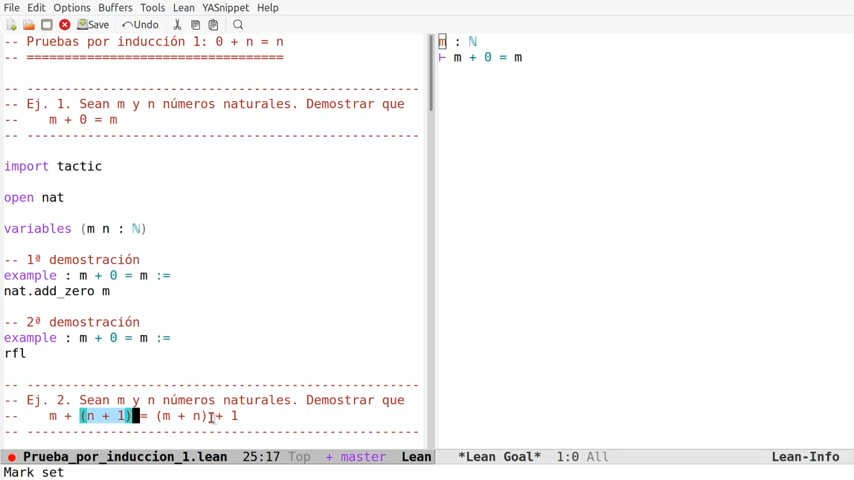 File Edit Options Buffers Tools Lean YASnippet Help
Save Undo
-- Pruebas por inducción 1: 0 + n = n
-- ==================================
-- ----------------------------------------------------
-- Ej. 1. Sean m y n números naturales. Demostrar que
--    m + 0 = m
-- ----------------------------------------------------
import tactic
open nat
variables (m n : ℕ)
-- 1ª demostración
example : m + 0 = m :=
nat.add_zero m
-- 2ª demostración
example : m + 0 = m :=
rfl
-- ----------------------------------------------------
-- Ej. 2. Sean m y n números naturales. Demostrar que
--    m + (n + 1) = (m + n) + 1
-- ----------------------------------------------------
m : ℕ
⊢ m + 0 = m
Prueba_por_induccion_1.lean 25:17 Top + master Lean
*Lean Goal* 1:0 All Lean-Info
Mark set